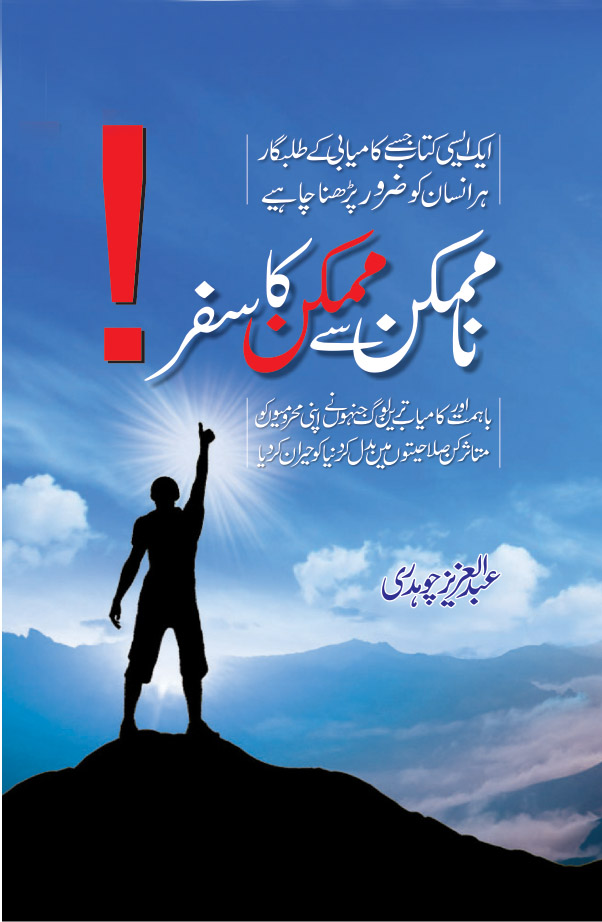 ایک ایسی کتاب جسے کامیابی کے طلبگار
ہر انسان کو ضرور پڑھنا چاہیے
ناممکن سے ممکن کا سفر!
باہمت اور کامیاب ترین لوگ جنہوں نے اپنی محرومیوں کو
متاثر کن صلاحیتوں میں بدل کر دنیا کو حیران کر دیا
عبدالعزیز چوہدری